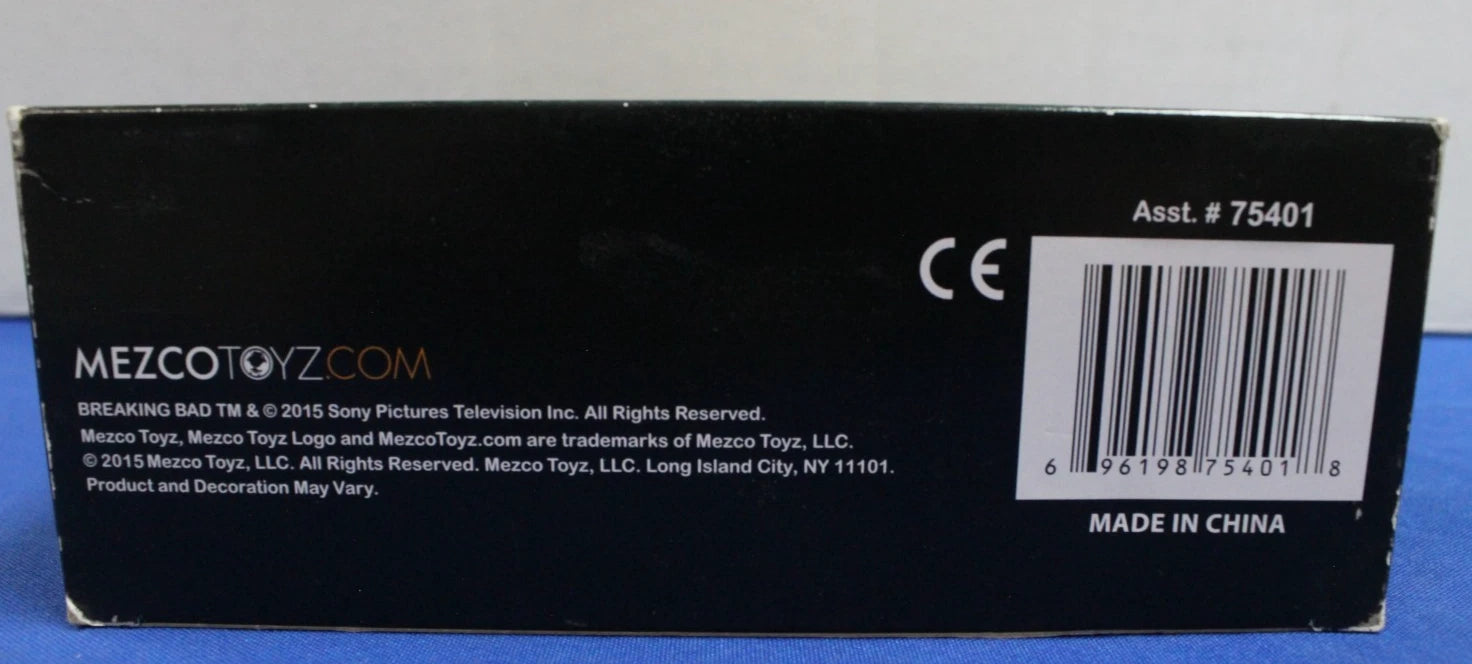 Asst. # 75401
CE
MEZCOTOYZ.COM
BREAKING BAD TM & © 2015 Sony Pictures Television Inc. All Rights Reserved.
Mezco Toyz, Mezco Toyz Logo and MezcoToyz.com are trademarks of Mezco Toyz, LLC.
© 2015 Mezco Toyz, LLC. All Rights Reserved. Mezco Toyz, LLC. Long Island City, NY 11101.
Product and Decoration May Vary.
6 96198 75401 8
MADE IN CHINA